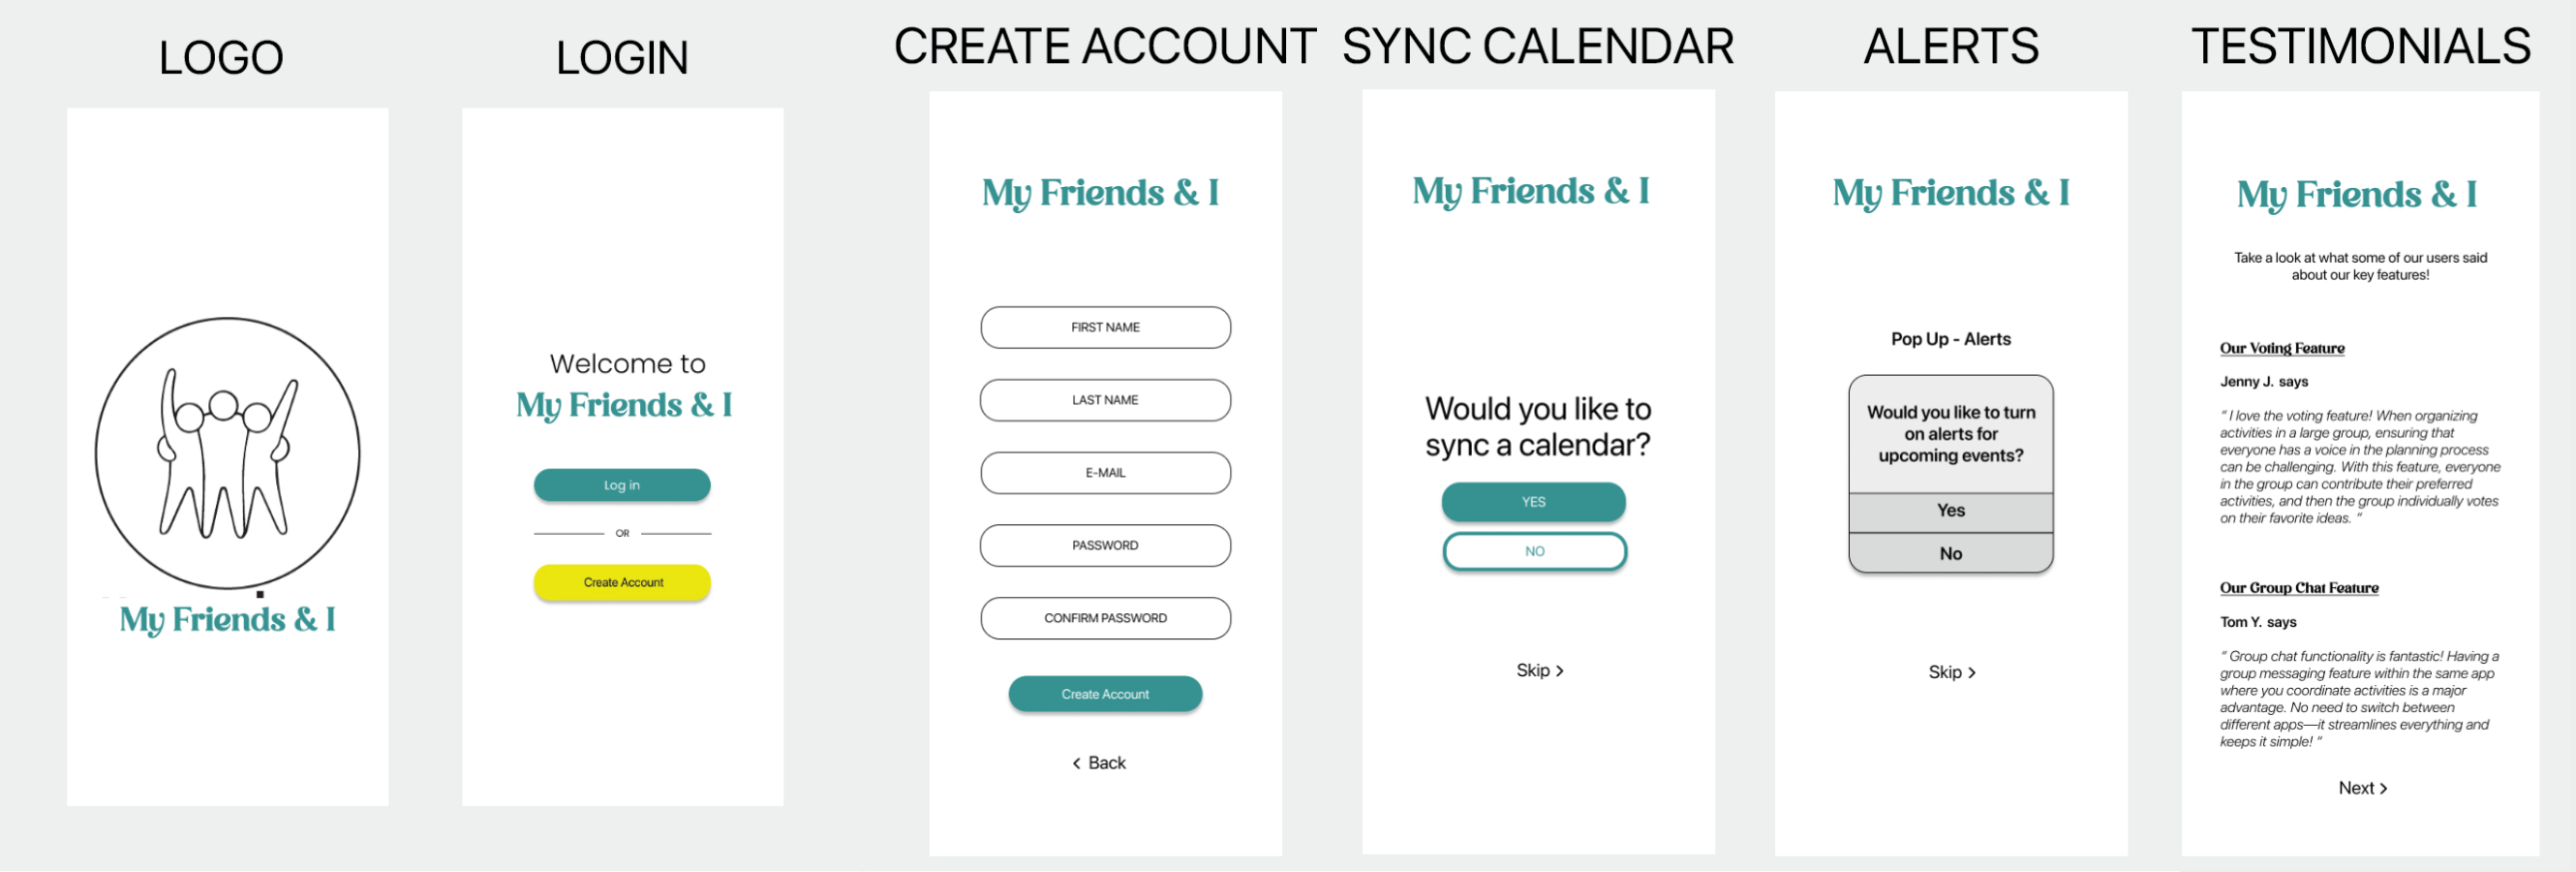 LOGO
My Friends & I
LOGIN
Welcome to
My Friends & I
Log in
OR
Create Account
CREATE ACCOUNT
My Friends & I
FIRST NAME
LAST NAME
E-MAIL
PASSWORD
CONFIRM PASSWORD
Create Account
< Back
SYNC CALENDAR
My Friends & I
Would you like to
sync a calendar?
YES
NO
Skip >
ALERTS
My Friends & I
Pop Up - Alerts
Would you like to turn
on alerts for
upcoming events?
Yes
No
Skip >
TESTIMONIALS
My Friends & I
Take a look at what some of our users said
about our key features!
Our Voting Feature
Jenny J. says
“ I love the voting feature! When organizing
activities in a large group, ensuring that
everyone has a voice in the planning process
can be challenging. With this feature, everyone
in the group can contribute their preferred
activities, and then the group individually votes
on their favorite ideas. “
Our Group Chat Feature
Tom Y. says
“ Group chat functionality is fantastic! Having a
group messaging feature within the same app
where you coordinate activities is a major
advantage. No need to switch between
different apps—it streamlines everything and
keeps it simple! “
Next >